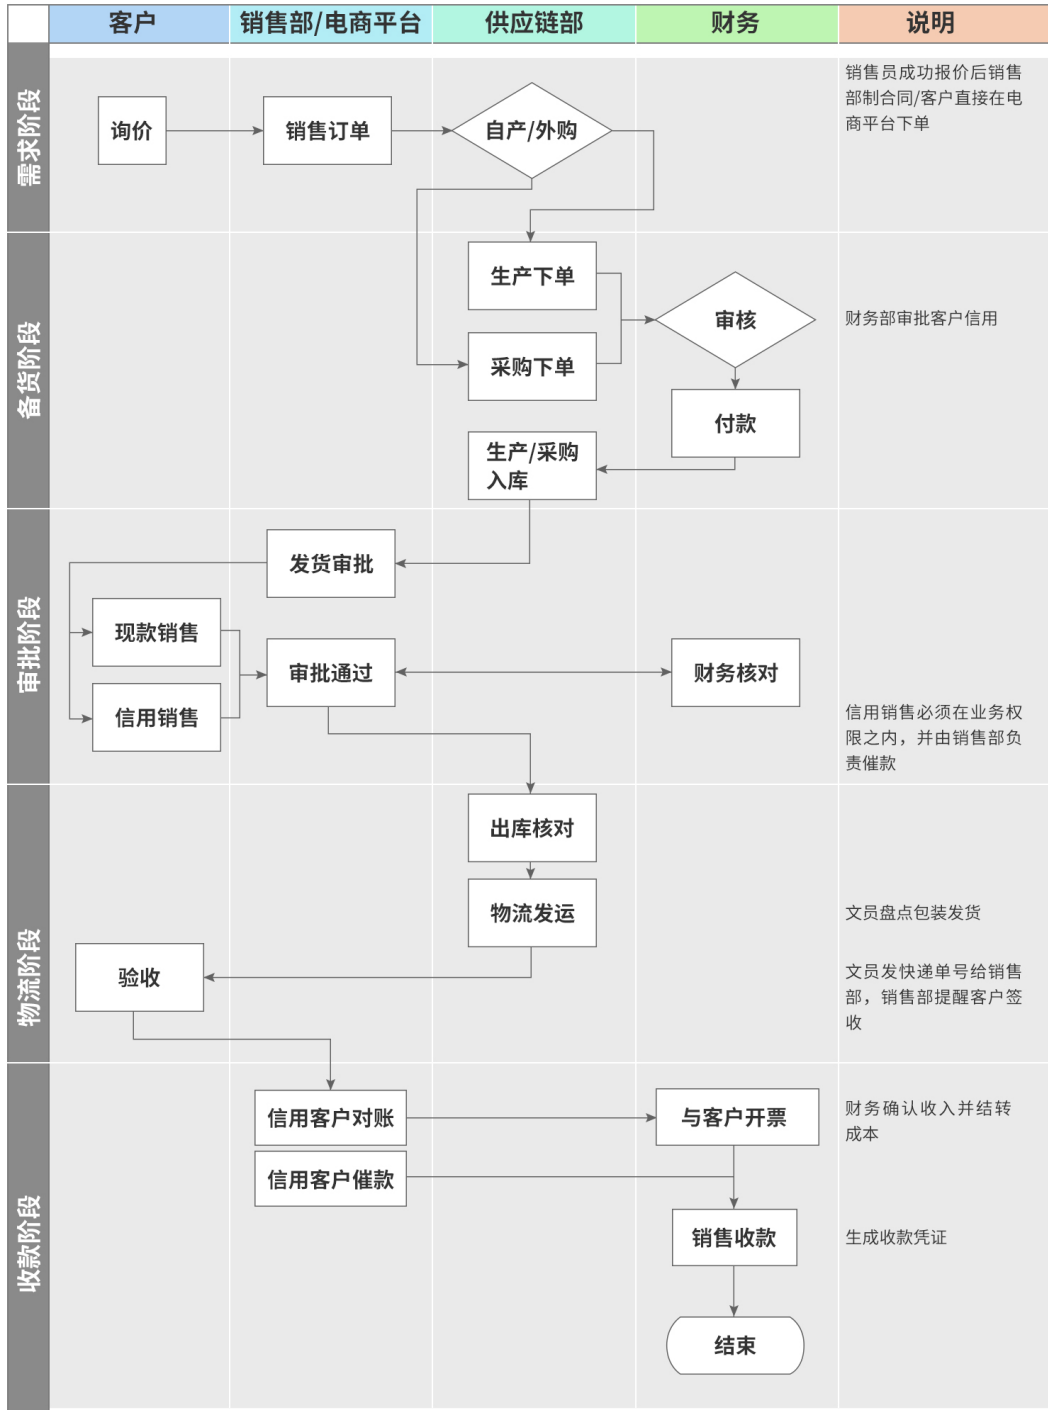 客户
销售部/电商平台
供应链部
财务
说明
需求阶段
询价
销售订单
自产/外购
销售员成功报价后销售
部制合同/客户直接在电
商平台下单
备货阶段
生产下单
采购下单
审核
财务部审批客户信用
付款
生产/采购
入库
审批阶段
发货审批
现款销售
信用销售
审批通过
财务核对
信用销售必须在业务权
限之内，并由销售部负
责催款
物流阶段
出库核对
物流发运
文员盘点包装发货
验收
文员发快递单号给销售
部，销售部提醒客户签
收
收款阶段
信用客户对账
与客户开票
财务确认收入并结转
成本
信用客户催款
销售收款
生成收款凭证
结束